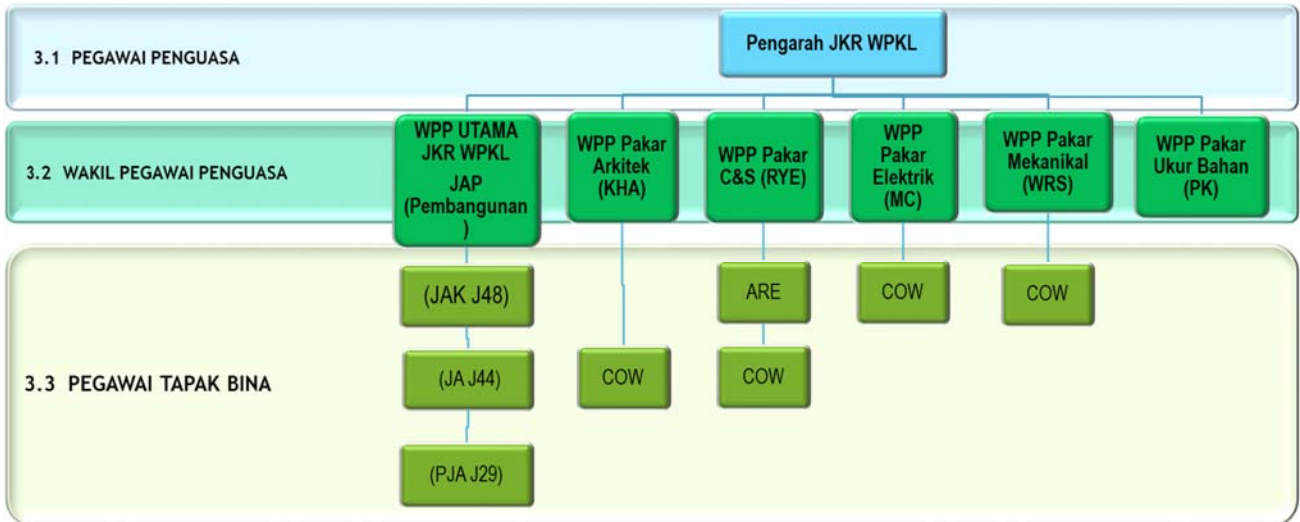 3.1 PEGAWAI PENGUASA
Pengarah JKR WPKL
3.2 WAKIL PEGAWAI PENGUASA
WPP UTAMA
JKR WPKL
JAP
(Pembangunan
)
WPP Pakar
Arkitek
(KHA)
WPP Pakar
C&S (RYE)
WPP
Pakar
Elektrik
(MC)
WPP Pakar
Mekanikal
(WRS)
WPP Pakar
Ukur Bahan
(PK)
3.3 PEGAWAI TAPAK BINA
(JAK J48)
ARE
COW
COW
(JA J44)
COW
COW
(PJA J29)